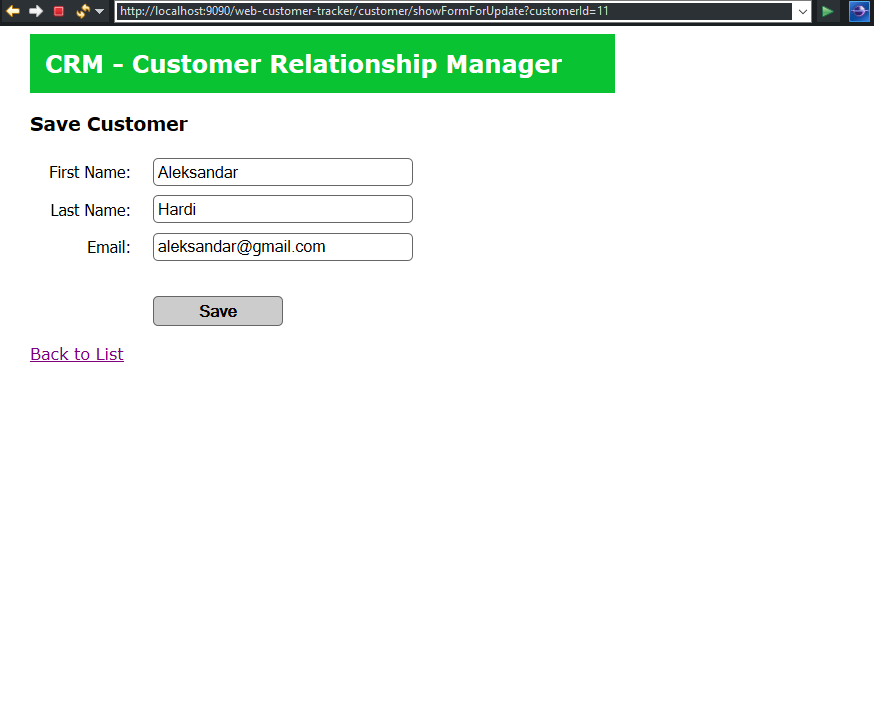 http://localhost:9090/web-customer-tracker/customer/showFormForUpdate?customerId=11
CRM - Customer Relationship Manager
Save Customer
First Name: Aleksandar
Last Name: Hardi
Email: aleksandar@gmail.com
Save
Back to List